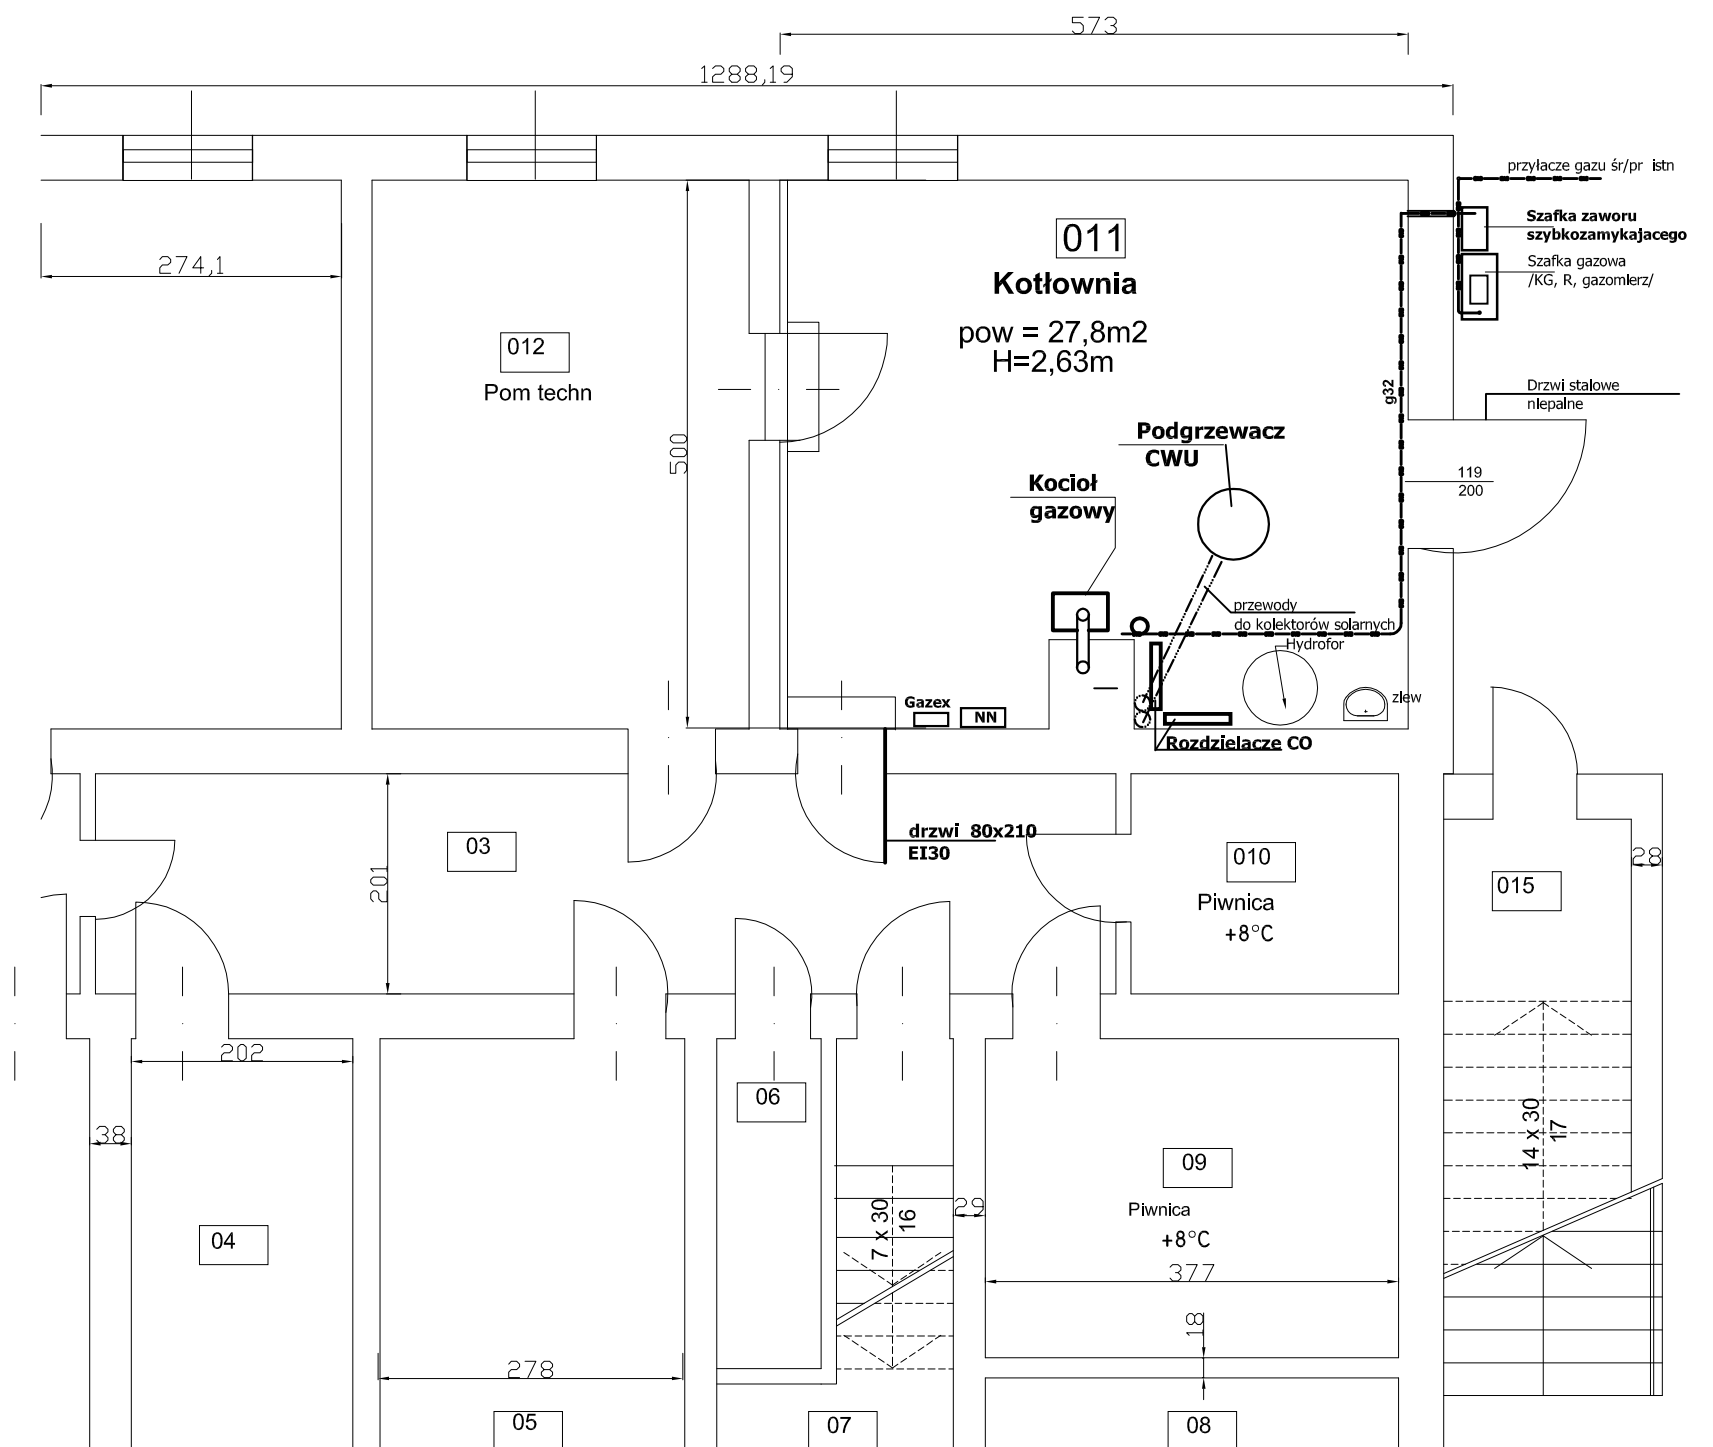 573
1288,19
przyłacze gazu śr/pr istn
Szafka zaworu
szybkozamykajacego
Szafka gazowa
/KG, R, gazomierz/
011
Kotłownia
pow = 27,8m2
H=2,63m
274,1
012
Pom techn
500
g32
Drzwi stalowe
niepalne
119
200
Podgrzewacz
CWU
Kocioł
gazowy
przewody
do kolektorów solarnych
Hydrofor
zlew
Gazex
NN
Rozdzielacze CO
drzwi 80x210
EI30
03
201
010
Piwnica
+8°C
28
015
202
38
06
04
09
Piwnica
+8°C
29
7 x 30
16
14 x 30
17
377
18
278
05
07
08